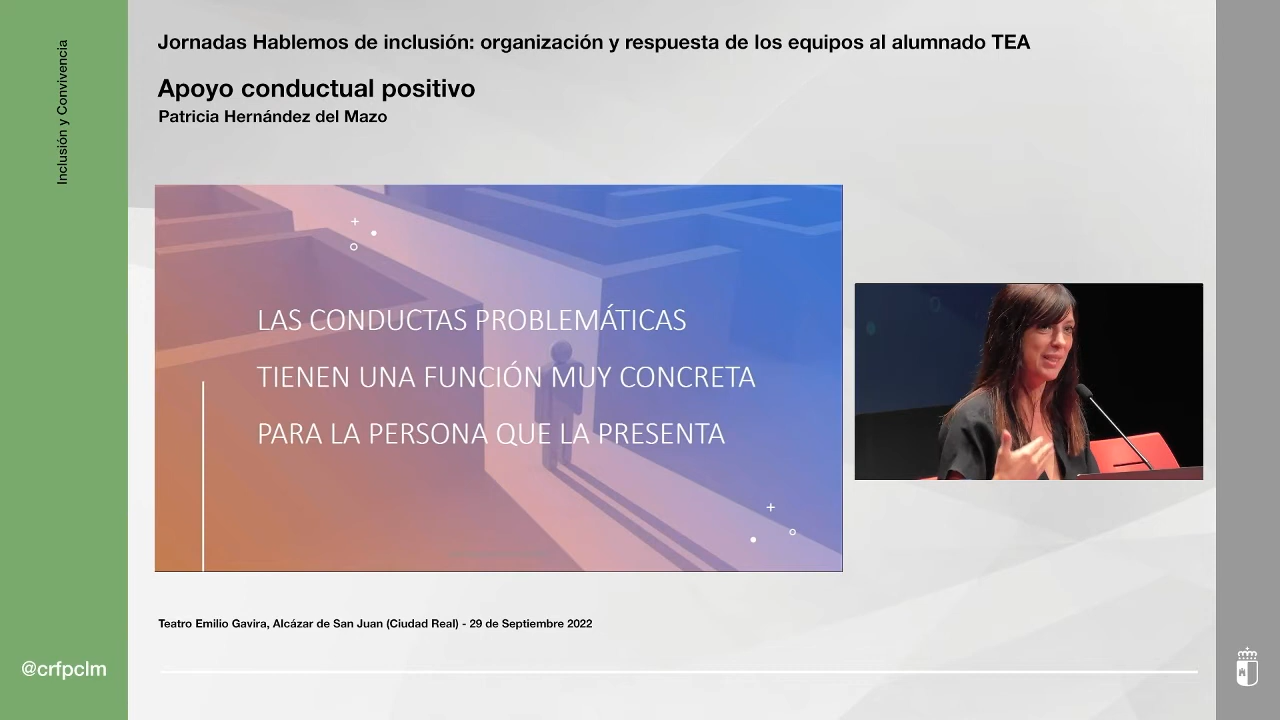 Inclusión y Convivencia
Jornadas Hablemos de inclusión: organización y respuesta de los equipos al alumnado TEA
Apoyo conductual positivo
Patricia Hernández del Mazo
LAS CONDUCTAS PROBLEMÁTICAS
TIENEN UNA FUNCIÓN MUY CONCRETA
PARA LA PERSONA QUE LA PRESENTA
Teatro Emilio Gavira, Alcázar de San Juan (Ciudad Real) - 29 de Septiembre 2022
@crfpclm